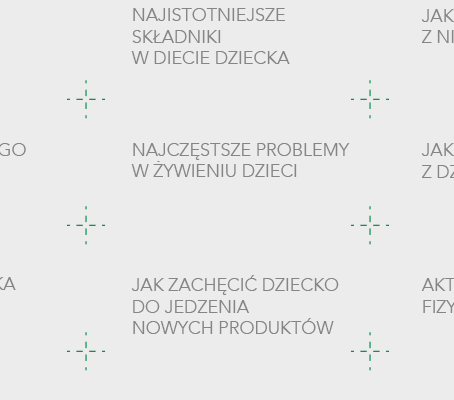 NAJISTOTNIEJSZE
SKŁADNIKI
W DIECIE DZIECKA
JAK
Z NI
GO
NAJCZĘSTSZE PROBLEMY
W ŻYWIENIU DZIECI
JAK
Z DZ
KA
JAK ZACHĘCIĆ DZIECKO
DO JEDZENIA
NOWYCH PRODUKTÓW
AKT
FIZY